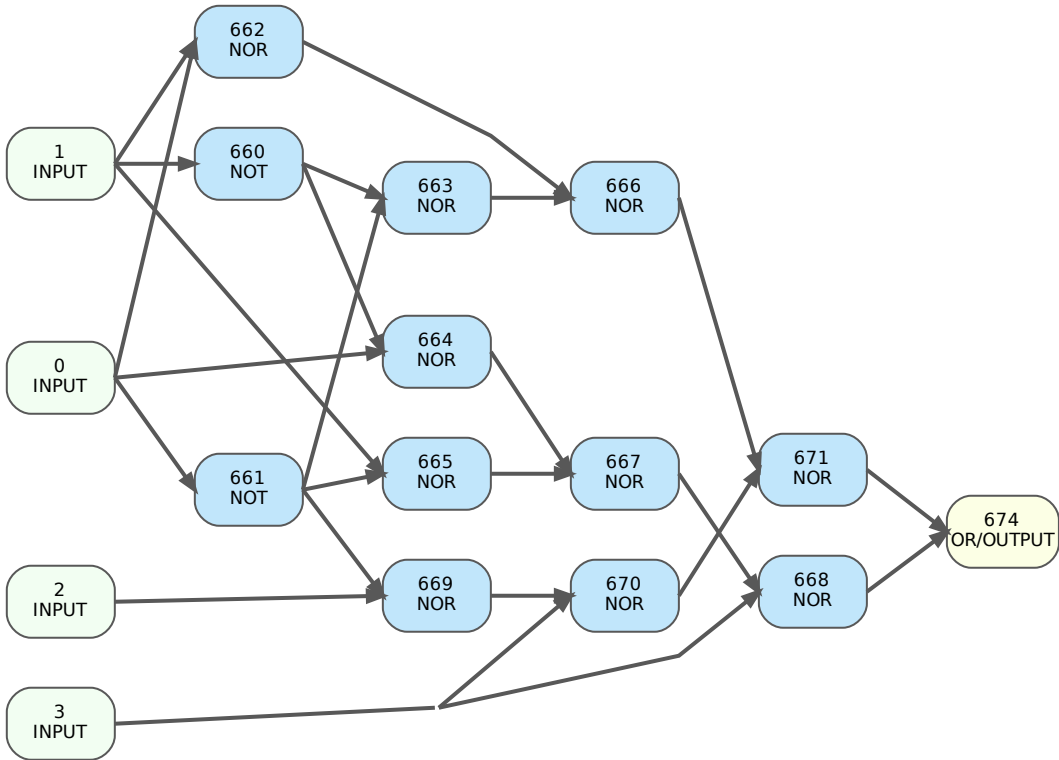 662
NOR
1
INPUT
660
NOT
663
NOR
666
NOR
0
INPUT
664
NOR
661
NOT
665
NOR
667
NOR
671
NOR
674
OR/OUTPUT
2
INPUT
669
NOR
670
NOR
668
NOR
3
INPUT